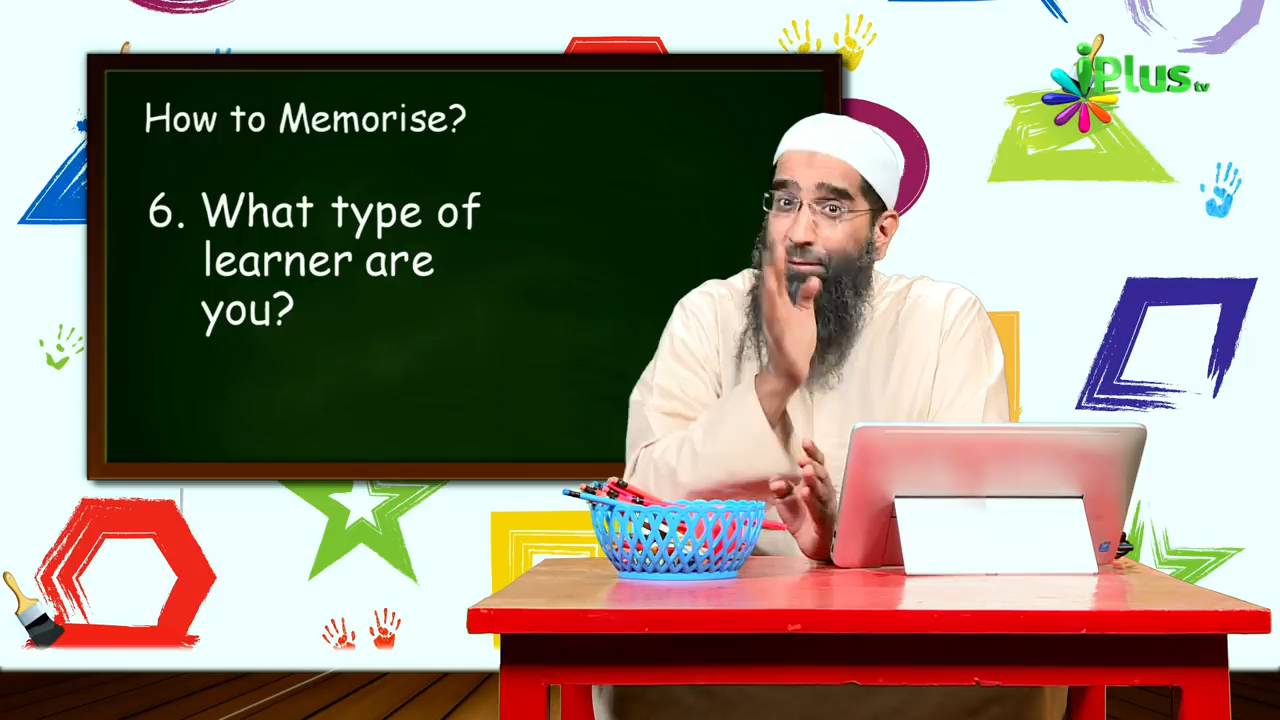 How to Memorise?
6. What type of
learner are
you?
iPlus tv